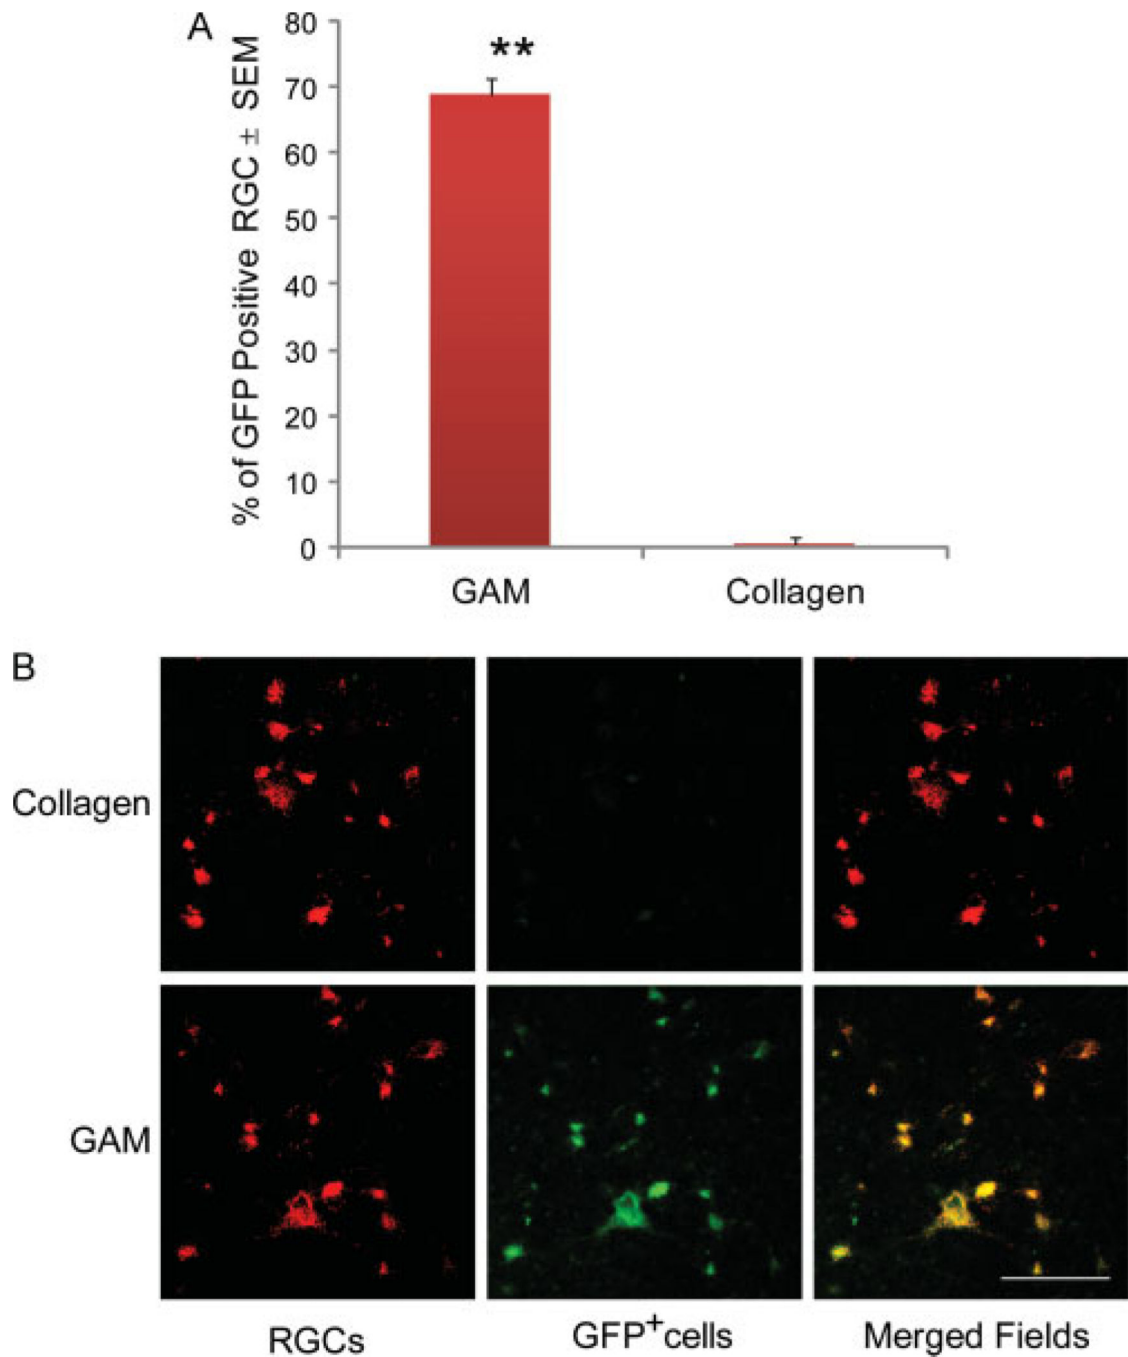 A
% of GFP Positive RGC ± SEM
80
70
60
50
40
30
20
10
0
**
GAM
Collagen
B
Collagen
GAM
RGCs
GFP+cells
Merged Fields